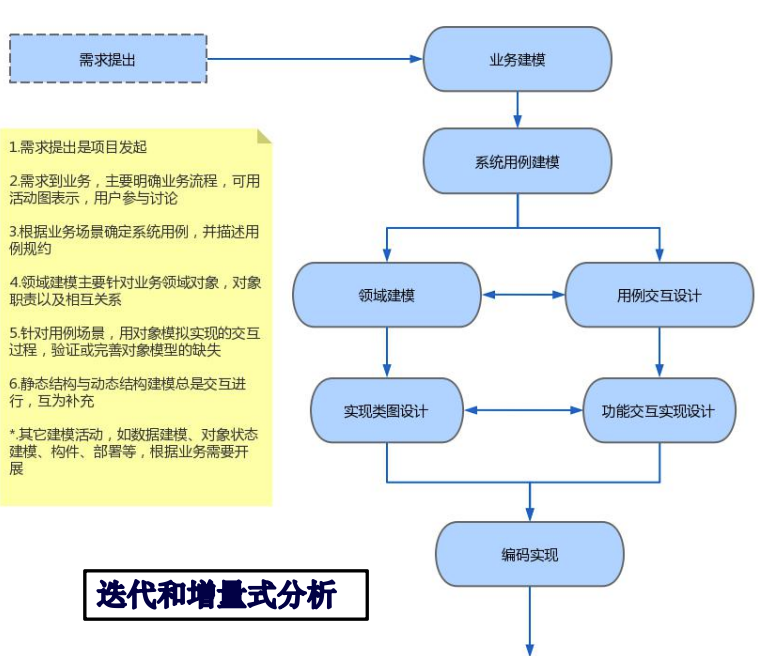 需求提出
业务建模
1.需求提出是项目发起
2.需求到业务，主要明确业务流程，可用
活动图表示，用户参与讨论
3.根据业务场景确定系统用例，并描述用
例规约
4.领域建模主要针对业务领域对象，对象
职责以及相互关系
5.针对用例场景，用对象模拟实现的交互
过程，验证或完善对象模型的缺失
6.静态结构与动态结构建模总是交互进
行，互为补充
*.其它建模活动，如数据建模、对象状态
建模、构件、部署等，根据业务需要开
展
系统用例建模
领域建模
用例交互设计
实现类图设计
功能交互实现设计
编码实现
迭代和增量式分析